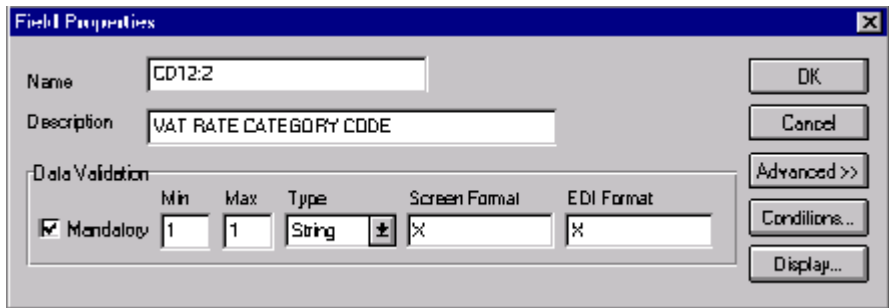 Field Properties
Name
CD12:2
OK
Description
VAT RATE CATEGORY CODE
Cancel
Data Validation
Advanced >>
Min
Max
Type
Screen Format
EDI Format
Mandatory
1
1
String
X
X
Conditions...
Display...